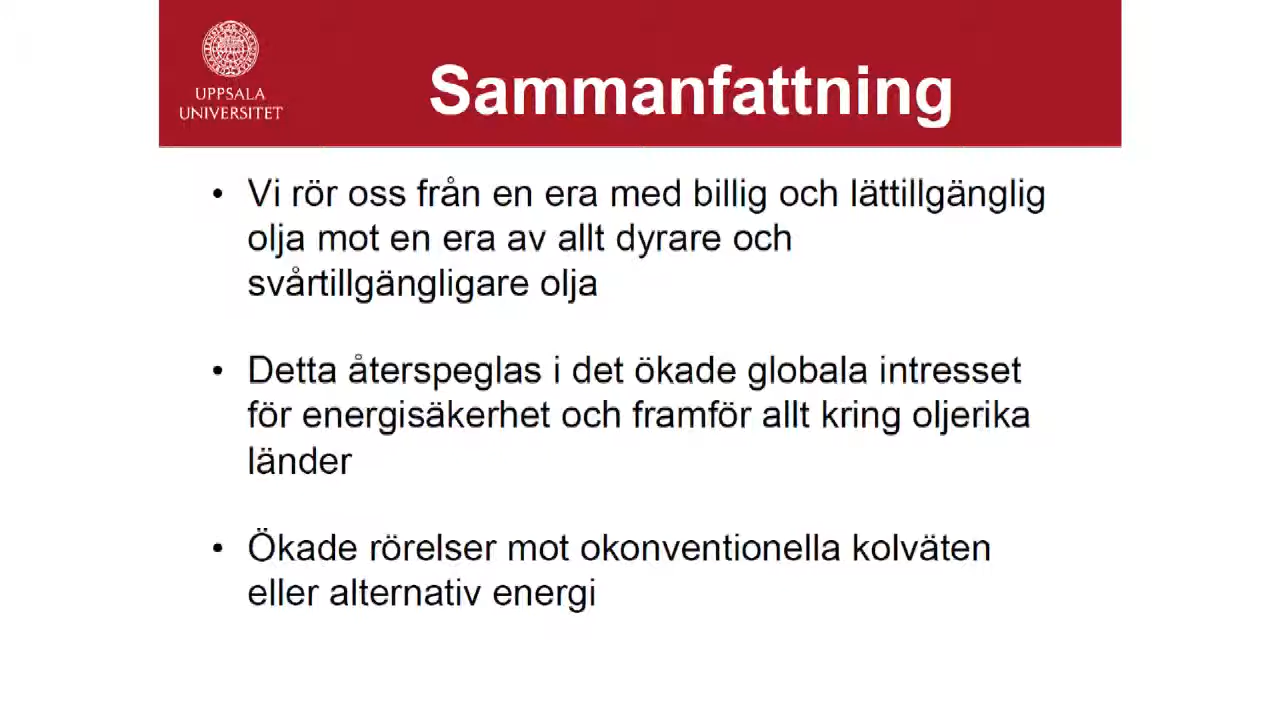 UPPSALA
UNIVERSITET
Sammanfattning
• Vi rör oss från en era med billig och lättillgänglig
olja mot en era av allt dyrare och
svårtillgängligare olja
• Detta återspeglas i det ökade globala intresset
för energisäkerhet och framför allt kring oljerika
länder
• Ökade rörelser mot okonventionella kolväten
eller alternativ energi